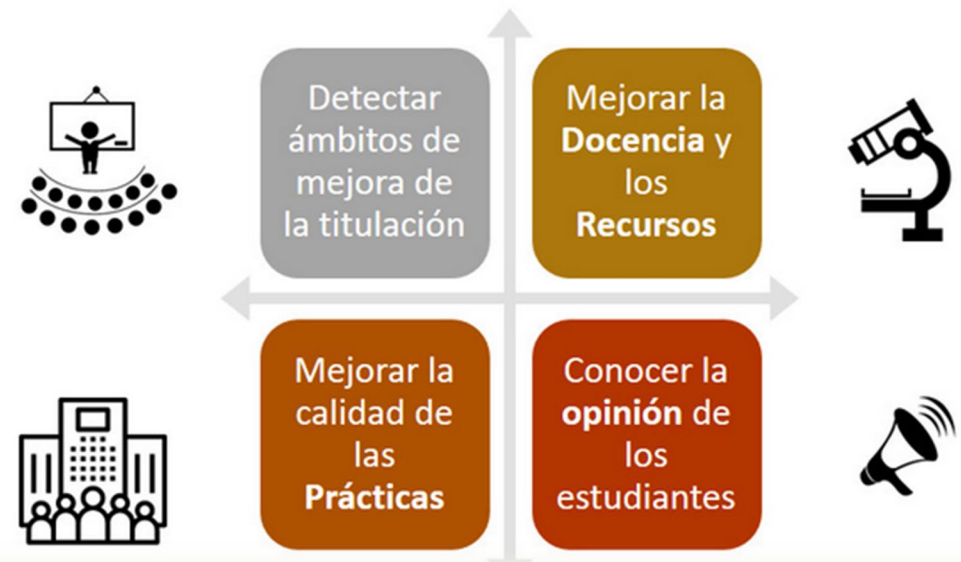 Detectar
ámbitos de
mejora de
la titulación
Mejorar la
Docencia y
los
Recursos
Mejorar la
calidad de
las
Prácticas
Conocer la
opinión de
los
estudiantes